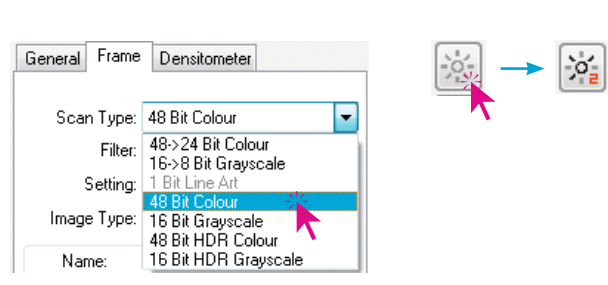 General Frame Densitometer
Scan Type: 48 Bit Colour
Filter: 48->24 Bit Colour
16->8 Bit Grayscale
Setting: 1 Bit Line Art
48 Bit Colour
Image Type: 16 Bit Grayscale
48 Bit HDR Colour
Name: 16 Bit HDR Grayscale
2